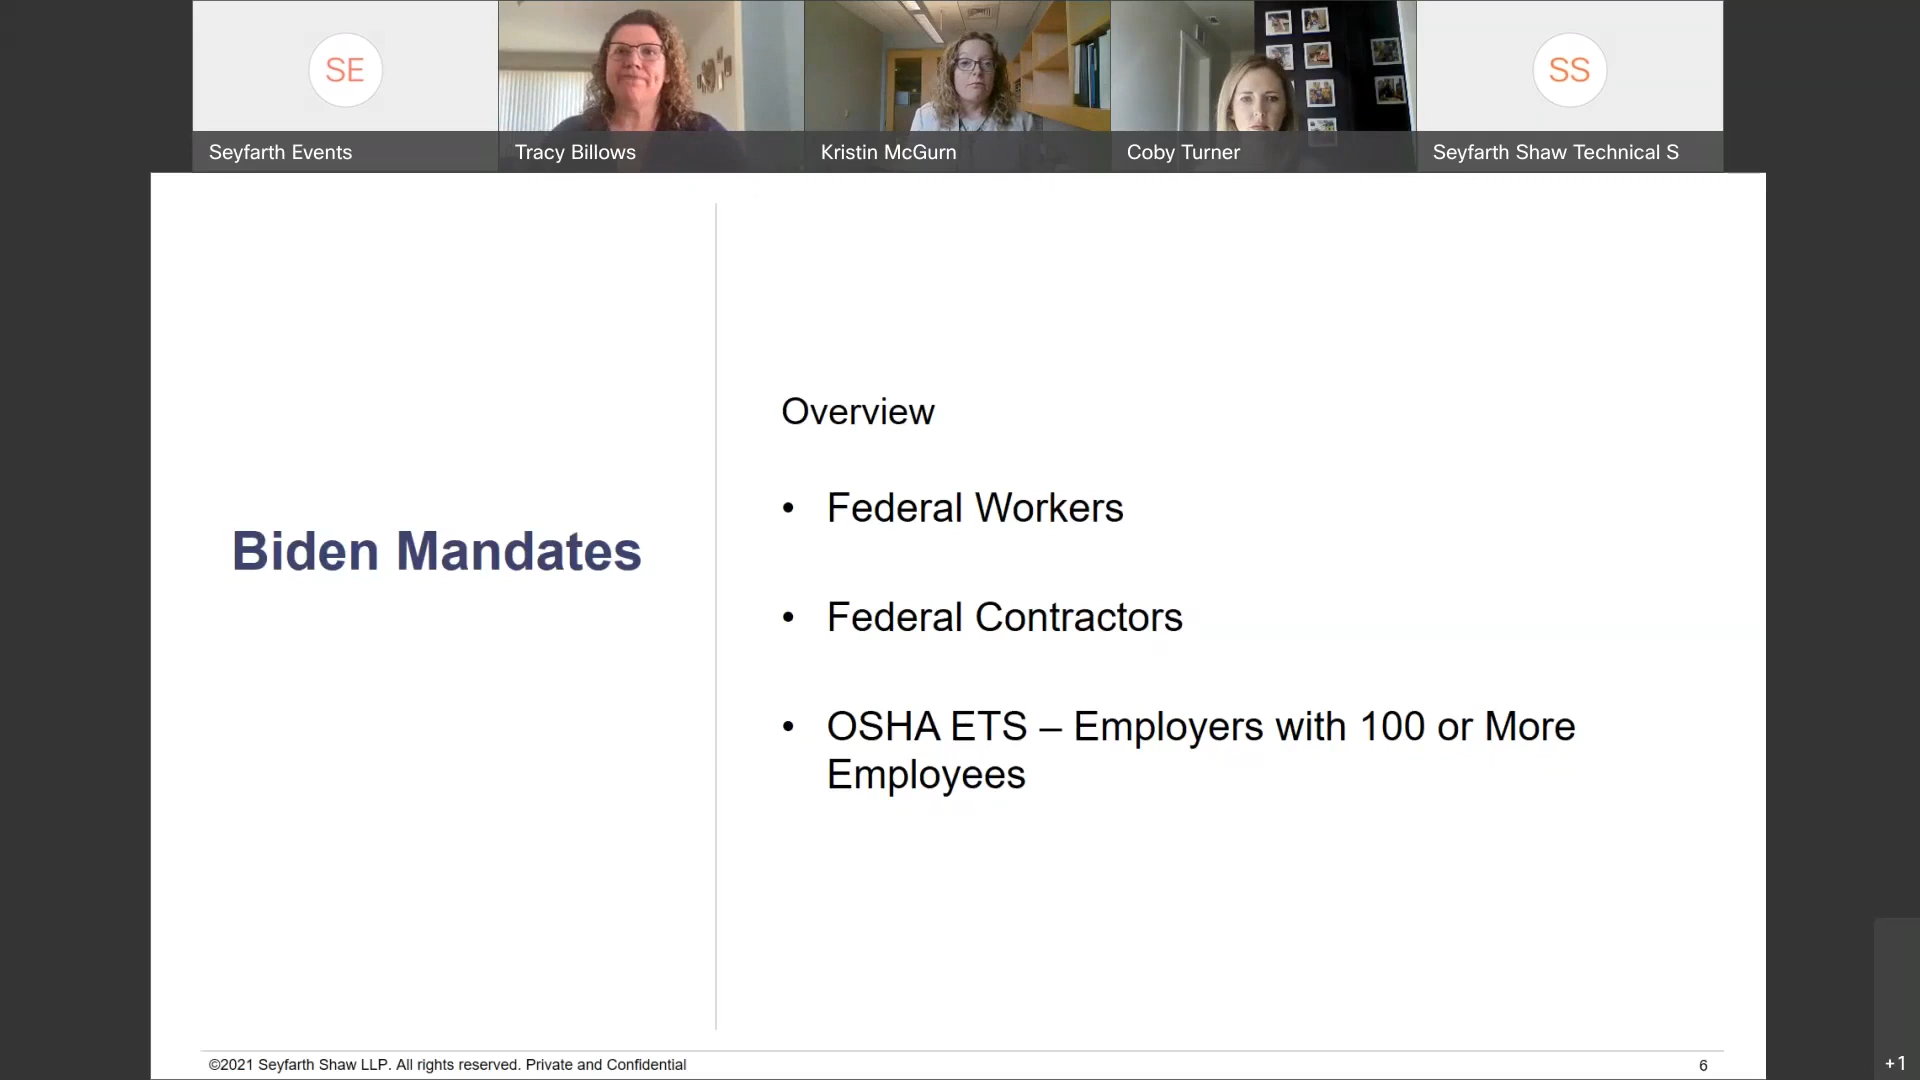 SE
SS
Seyfarth Events
Tracy Billows
Kristin McGurn
Coby Turner
Seyfarth Shaw Technical S
Biden Mandates
Overview
• Federal Workers
• Federal Contractors
• OSHA ETS – Employers with 100 or More
Employees
©2021 Seyfarth Shaw LLP. All rights reserved. Private and Confidential
6
+1